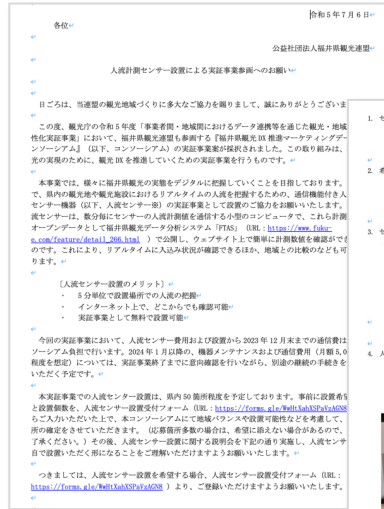 令和5年7月6日
各位
公益社団法人福井県観光連盟
人流計測センサー設置による実証事業参画へのお願い
日ごろは、当連盟の観光地域づくりに多大なご協力を賜りまして、誠にありがとうございま
この度、観光庁の令和5年度「事業者間・地域間におけるデータ連携等を通じた観光・地域
性化実証事業」において、福井県観光連盟も参画する『福井県観光 DX 推進マーケティングデー
ンソーシアム』（以下、コンソーシアム）の実証事業案が採択されました。この取り組みは、
光の実現のために、観光 DX を推進していくための実証事業を行うものです。
本事業では、様々に福井県観光の実態をデジタルに把握していくことを目指しております。
で、県内の観光地や観光施設におけるリアルタイムの人流を把握するための、通信機能付き人
センサー機器（以下、人流センサー）の実証事業として設置のご協力をお願いいたします。
流センサーは、数分毎にセンサーの人流計測値を通信する小型のコンピュータで、これら計測
オープンデータとして福井県観光データ分析システム「FTAS」（URL：https://www.fuku-
e.com/feature/detail_266.html ）で公開し、ウェブサイト上で簡単に計測数値を確認ができ
のです。これにより、リアルタイムに入込み状況が確認できるほか、地域との比較なども可
ります。
〔人流センサー設置のメリット〕
・ 5分単位で設置場所での人流の把握
・ インターネット上で、どこからでも確認可能
・ 実証事業として無料で設置可能
今回の実証事業において、人流センサー費用および設置から 2023 年 12 月末までの通信費は
ソーシアム負担で行います。2024 年 1 月以降の、機器メンテナンスおよび通信費用（月額 5,0
程度を想定）については、実証事業終了までに意向確認を行いながら、別途の継続の手続きを
いただく予定です。
本実証事業での人流センター設置は、県内 50 箇所程度を予定しております。事前に設置希望
と設置個数を、人流センサー設置受付フォーム（URL：https://forms.gle/WwHtXahXSPaVzAGN8
らご入力いただいた上で、本コンソーシアムにて地域バランスや設置可能性などを考慮して、
所の確定をさせていただきます。（応募箇所多数の場合は、希望に添えない場合があるので、
了承ください。）その後、人流センサー設置に関する説明会を下記の通り実施し、人流センサ
自で設置いただく形になることをご理解いただけますようお願いいたします。
つきましては、人流センサー設置を希望する場合、人流センサー設置受付フォーム（URL：
https://forms.gle/WwHtXahXSPaVzAGN8 ）より、ご登録いただけますようお願いいたします。
1. セ
2. 希
3. セ
4. 人